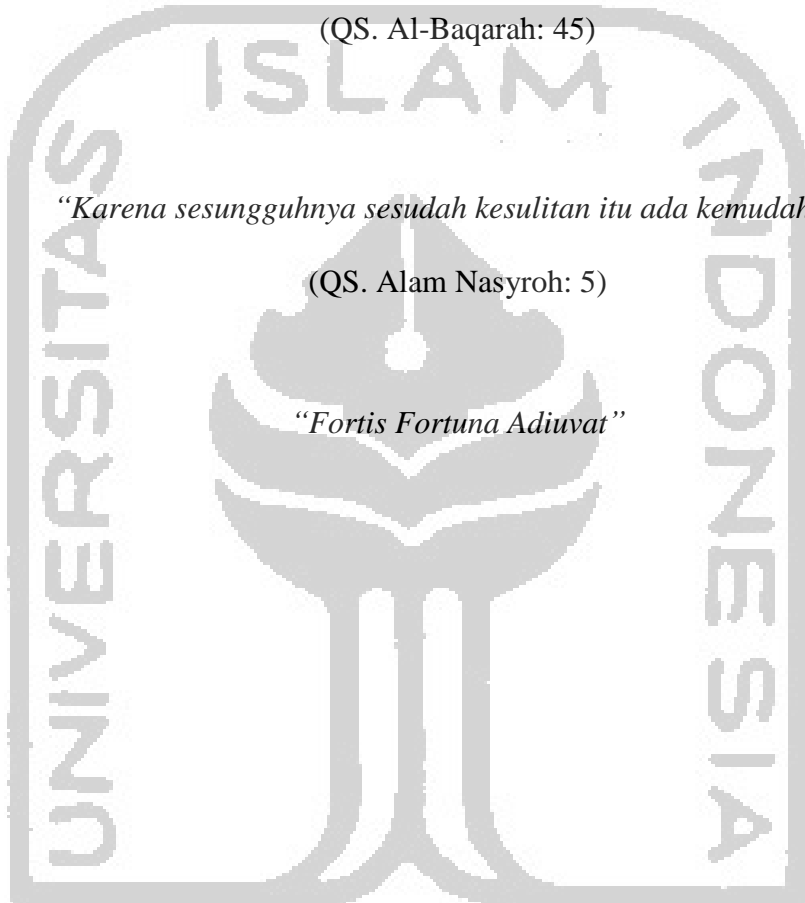 (QS. Al-Baqarah: 45)
“Karena sesungguhnya sesudah kesulitan itu ada kemudah
(QS. Alam Nasyroh: 5)
“Fortis Fortuna Adiuvat”
UNIVERSITAS ISLAM INDONESIA